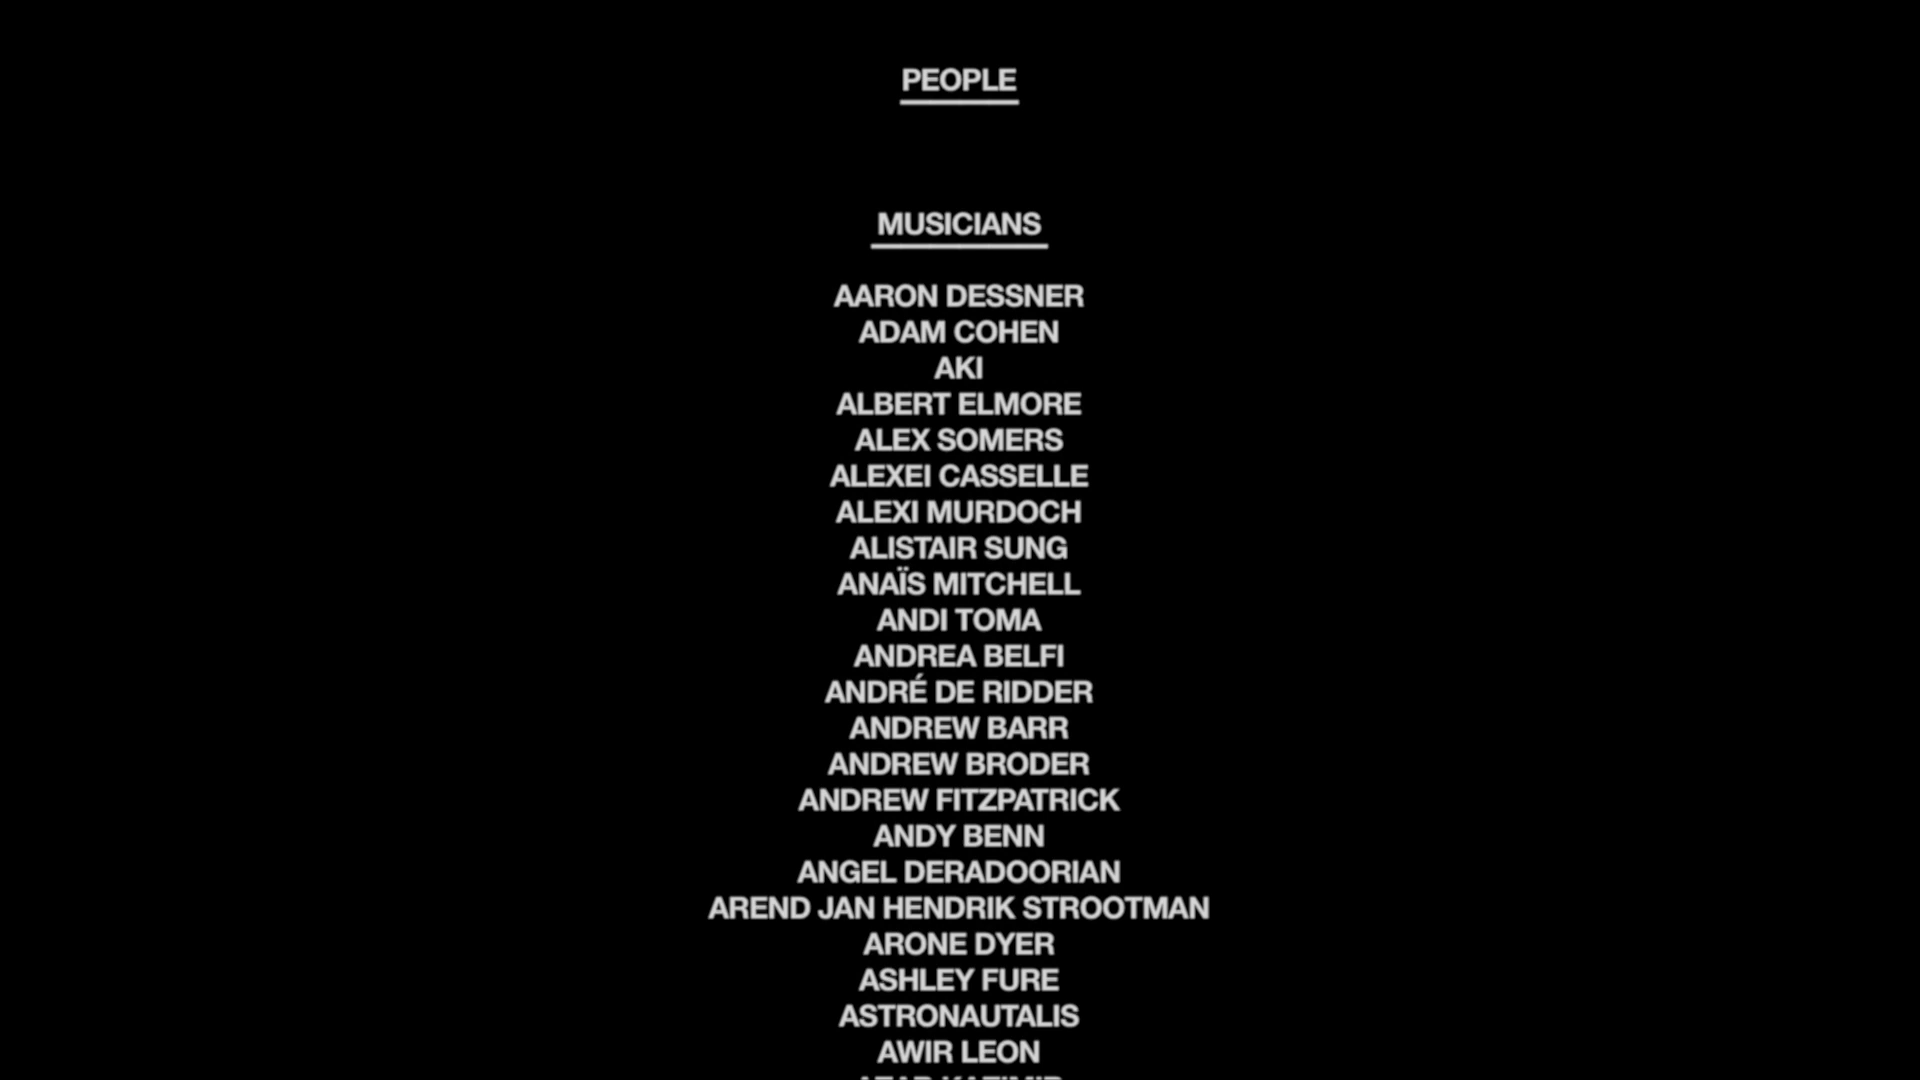 PEOPLE
MUSICIANS
AARON DESSNER
ADAM COHEN
AKI
ALBERT ELMORE
ALEX SOMERS
ALEXEI CASSELLE
ALEXI MURDOCH
ALISTAIR SUNG
ANAÏS MITCHELL
ANDI TOMA
ANDREA BELFI
ANDRÉ DE RIDDER
ANDREW BARR
ANDREW BRODER
ANDREW FITZPATRICK
ANDY BENN
ANGEL DERADOORIAN
AREND JAN HENDRIK STROOTMAN
ARONE DYER
ASHLEY FURE
ASTRONAUTALIS
AWIR LEON